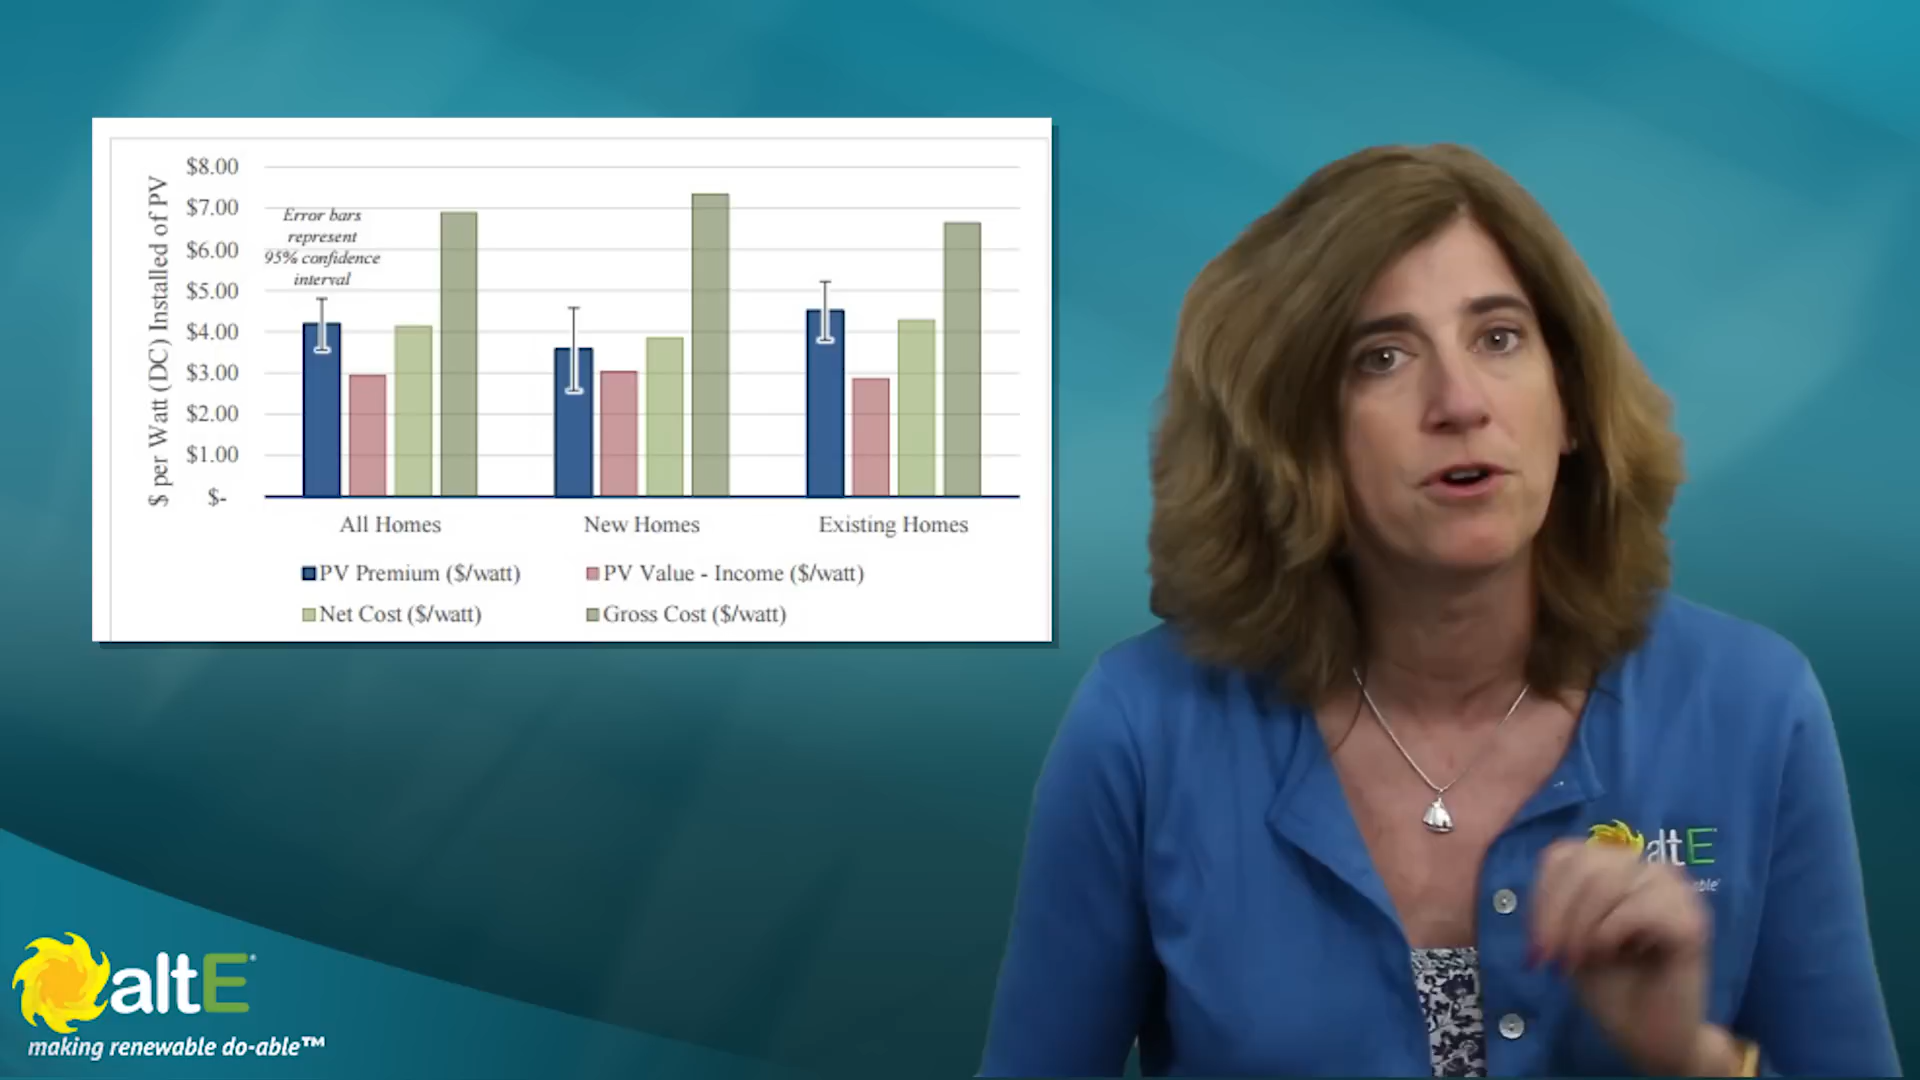 $8.00
$7.00
$6.00
$5.00
$4.00
$3.00
$2.00
$1.00
$-
$ per Watt (DC) Installed of PV
Error bars
represent
95% confidence
interval
All Homes
New Homes
Existing Homes
PV Premium ($/watt)
PV Value - Income ($/watt)
Net Cost ($/watt)
Gross Cost ($/watt)
altE
altE®
making renewable do-able™